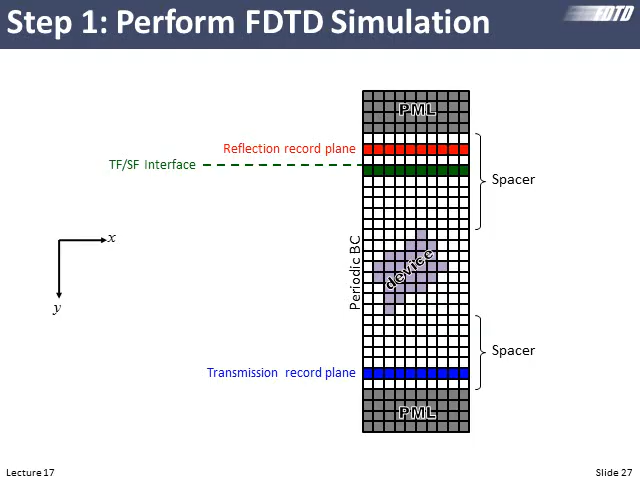 Step 1: Perform FDTD Simulation
FDTD
PML
Reflection record plane
TF/SF Interface
Spacer
x
Periodic BC
device
y
Spacer
Transmission record plane
PML
Lecture 17
Slide 27